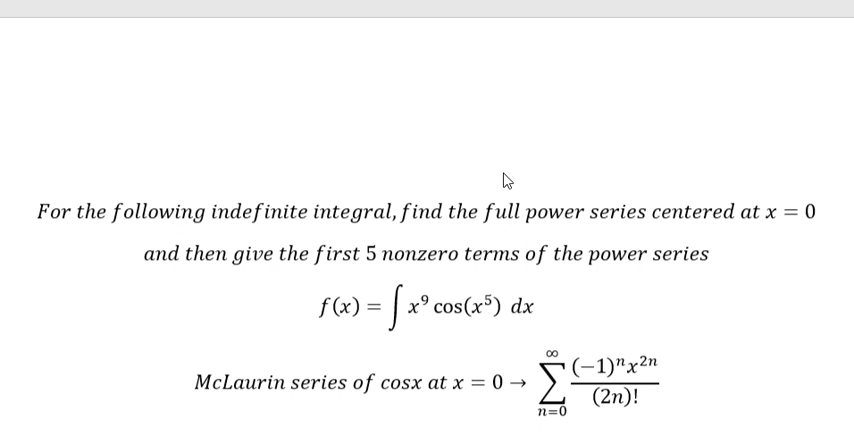 For the following indefinite integral, find the full power series centered at x = 0
and then give the first 5 nonzero terms of the power series
f(x) = ∫ x⁹ cos(x⁵) dx
McLaurin series of cosx at x = 0 → ∑_{n=0}^{∞} (−1)ⁿx²ⁿ / (2n)!